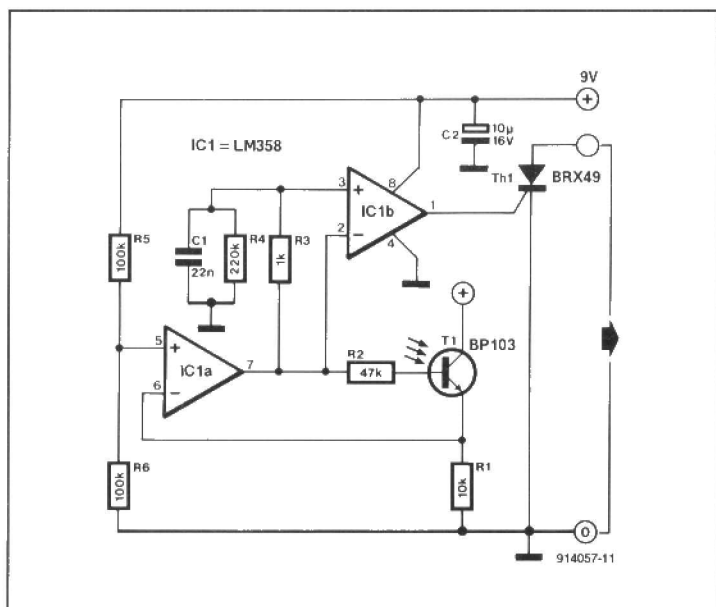 9V
+
IC1 = LM358
C2 10µ 16V
Th1 BRX49
3 + 8
IC1b 1
2 − 4
R5 100k
C1 22n
R4 220k
R3 1k
+
T1 BP103
5 + 7
IC1a
6 −
R2 47k
R6 100k
R1 10k
0
914057-11